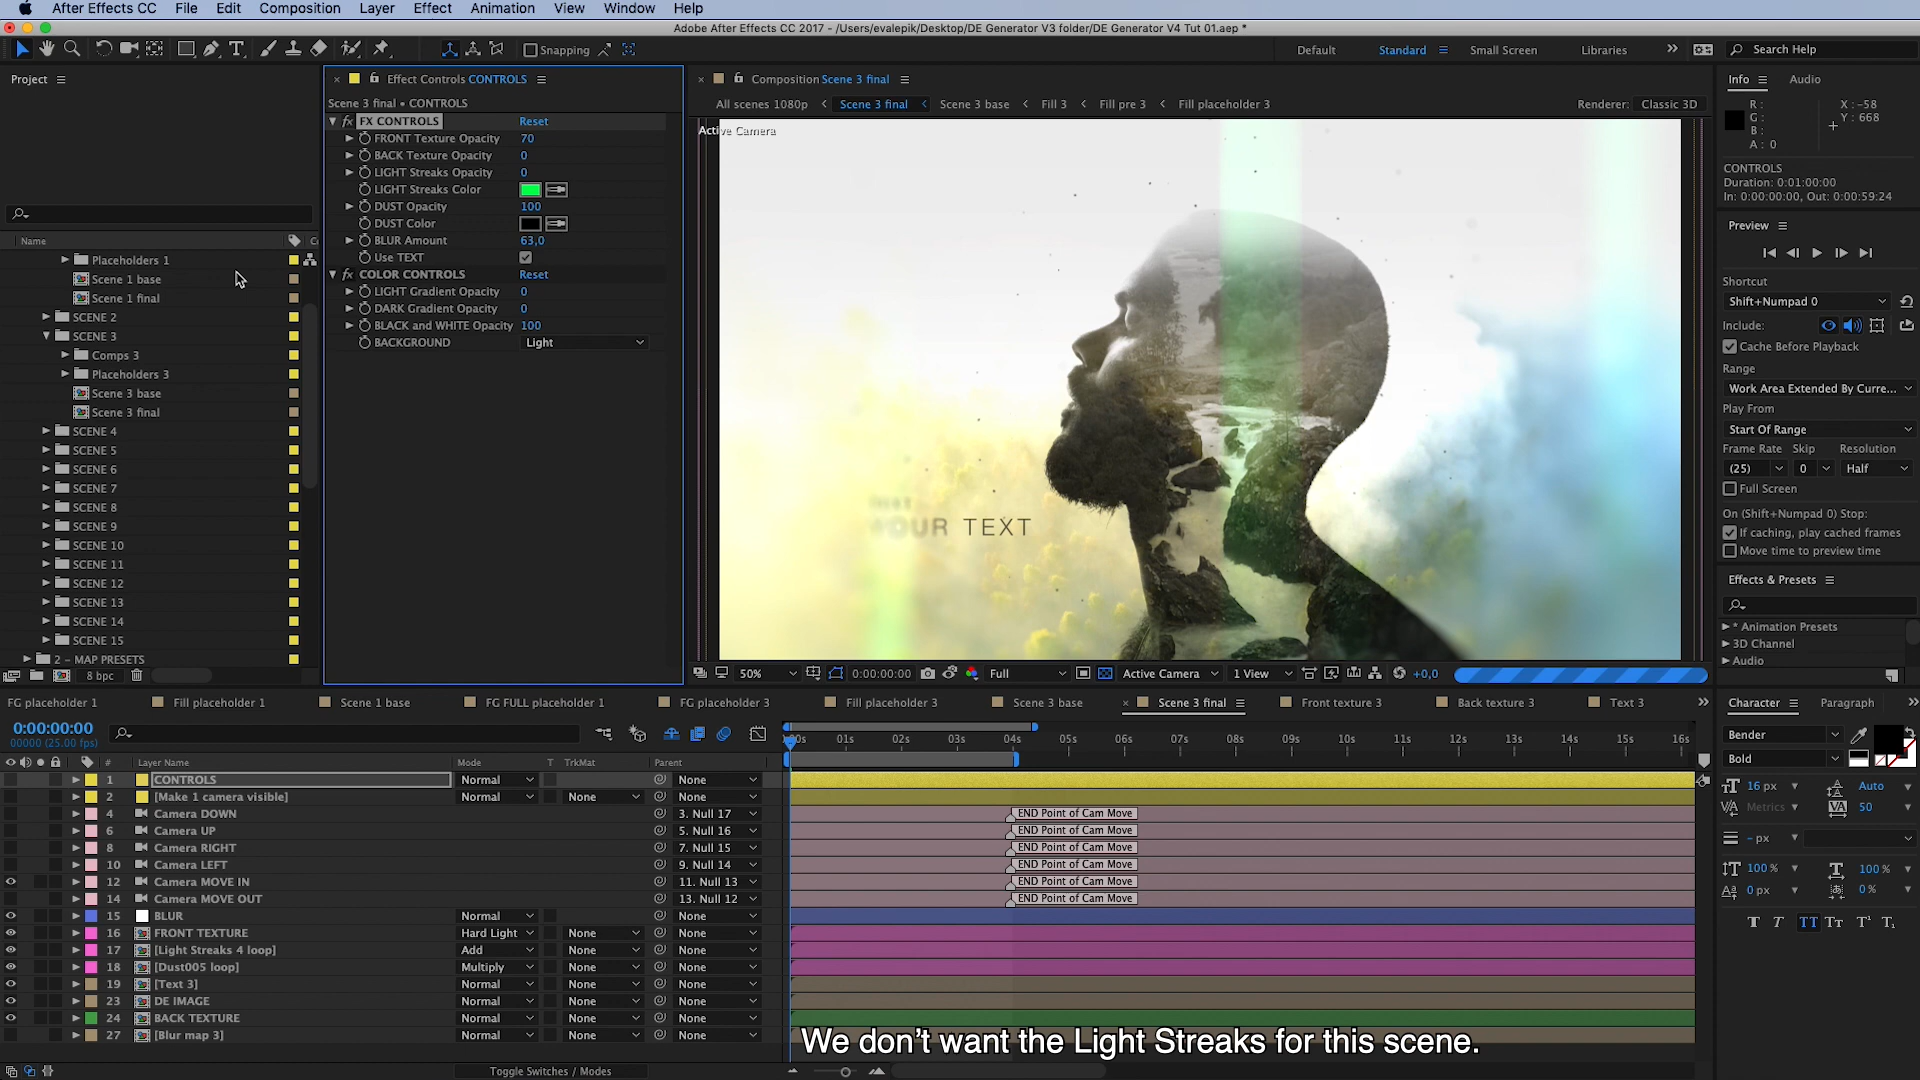 After Effects CC File Edit Composition Layer Effect Animation View Window Help
Adobe After Effects CC 2017 - /Users/evalepik/Desktop/DE Generator V3 folder/DE Generator V4 Tut 01.aep *
Snapping Default Standard Small Screen Libraries Search Help
Project
Name
Placeholders 1
Scene 1 base
Scene 1 final
SCENE 2
SCENE 3
Comps 3
Placeholders 3
Scene 3 base
Scene 3 final
SCENE 4
SCENE 5
SCENE 6
SCENE 7
SCENE 8
SCENE 9
SCENE 10
SCENE 11
SCENE 12
SCENE 13
SCENE 14
SCENE 15
2 – MAP PRESETS
8 bpc
Effect Controls CONTROLS
Scene 3 final • CONTROLS
fx FX CONTROLS Reset
FRONT Texture Opacity 70
BACK Texture Opacity 0
LIGHT Streaks Opacity 0
LIGHT Streaks Color
DUST Opacity 100
DUST Color
BLUR Amount 63,0
Use TEXT
fx COLOR CONTROLS Reset
LIGHT Gradient Opacity 0
DARK Gradient Opacity 0
BLACK and WHITE Opacity 100
BACKGROUND Light
Composition Scene 3 final
All scenes 1080p Scene 3 final Scene 3 base Fill 3 Fill pre 3 Fill placeholder 3 Renderer: Classic 3D
Active Camera
YOUR TEXT
50% 0:00:00:00 Full Active Camera 1 View +0,0
Info Audio
R : X : -58
G : Y : 668
B :
A : 0
CONTROLS
Duration: 0:01:00:00
In: 0:00:00:00, Out: 0:00:59:24
Preview
Shortcut
Shift+Numpad 0
Include:
Cache Before Playback
Range
Work Area Extended By Curre...
Play From
Start Of Range
Frame Rate Skip Resolution
(25) 0 Half
Full Screen
On (Shift+Numpad 0) Stop:
If caching, play cached frames
Move time to preview time
Effects & Presets
* Animation Presets
3D Channel
Audio
FG placeholder 1 Fill placeholder 1 Scene 1 base FG FULL placeholder 1 FG placeholder 3 Fill placeholder 3 Scene 3 base Scene 3 final Front texture 3 Back texture 3 Text 3
0:00:00:00
00000 (25.00 fps)
01s 02s 03s 04s 05s 06s 07s 08s 09s 10s 11s 12s 13s 14s 15s 16s
# Layer Name Mode T TrkMat Parent
1 CONTROLS Normal None
2 [Make 1 camera visible] Normal None None
4 Camera DOWN 3. Null 17 END Point of Cam Move
6 Camera UP 5. Null 16 END Point of Cam Move
8 Camera RIGHT 7. Null 15 END Point of Cam Move
10 Camera LEFT 9. Null 14 END Point of Cam Move
12 Camera MOVE IN 11. Null 13 END Point of Cam Move
14 Camera MOVE OUT 13. Null 12 END Point of Cam Move
15 BLUR Normal None
16 FRONT TEXTURE Hard Light None None
17 [Light Streaks 4 loop] Add None None
18 [Dust005 loop] Multiply None None
19 [Text 3] Normal None None
23 DE IMAGE Normal None None
24 BACK TEXTURE Normal None None
27 [Blur map 3] Normal None None
Toggle Switches / Modes
Character Paragraph
Bender
Bold
16 px Auto
Metrics 50
- px
100 % 100 %
0 px 0 %
T T TT Tr T¹ T₁
We don’t want the Light Streaks for this scene.